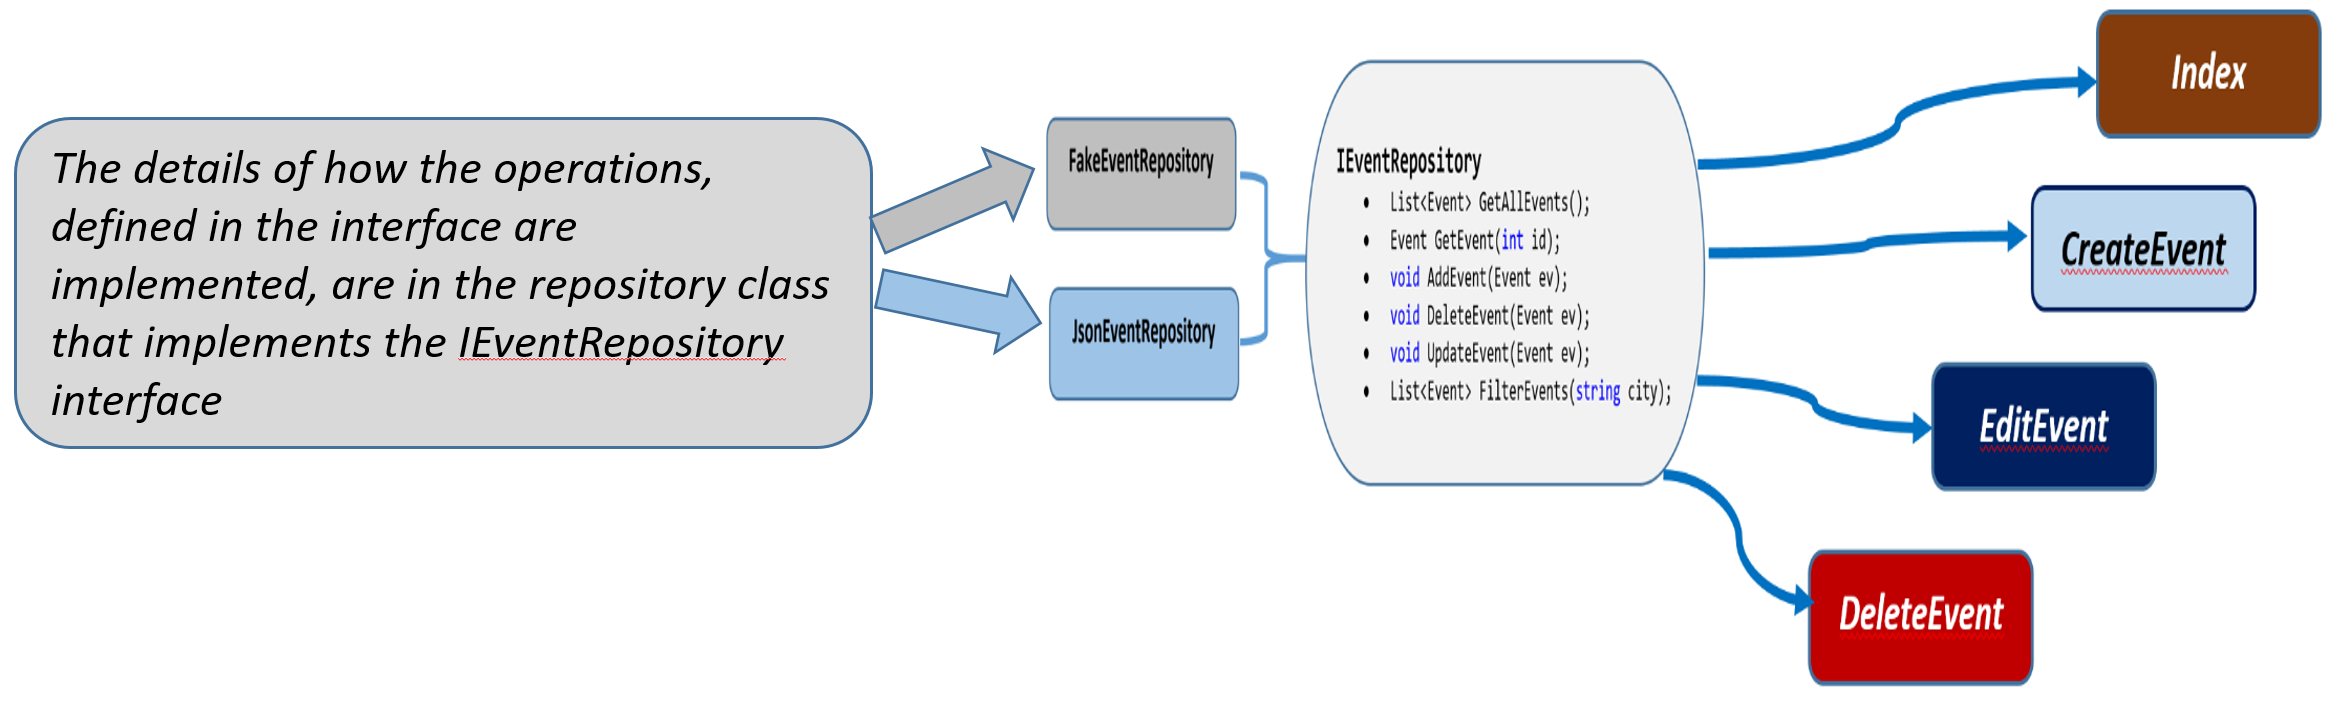 The details of how the operations,
defined in the interface are
implemented, are in the repository class
that implements the IEventRepository
interface
FakeEventRepository
JsonEventRepository
IEventRepository
• List<Event> GetAllEvents();
• Event GetEvent(int id);
• void AddEvent(Event ev);
• void DeleteEvent(Event ev);
• void UpdateEvent(Event ev);
• List<Event> FilterEvents(string city);
Index
CreateEvent
EditEvent
DeleteEvent